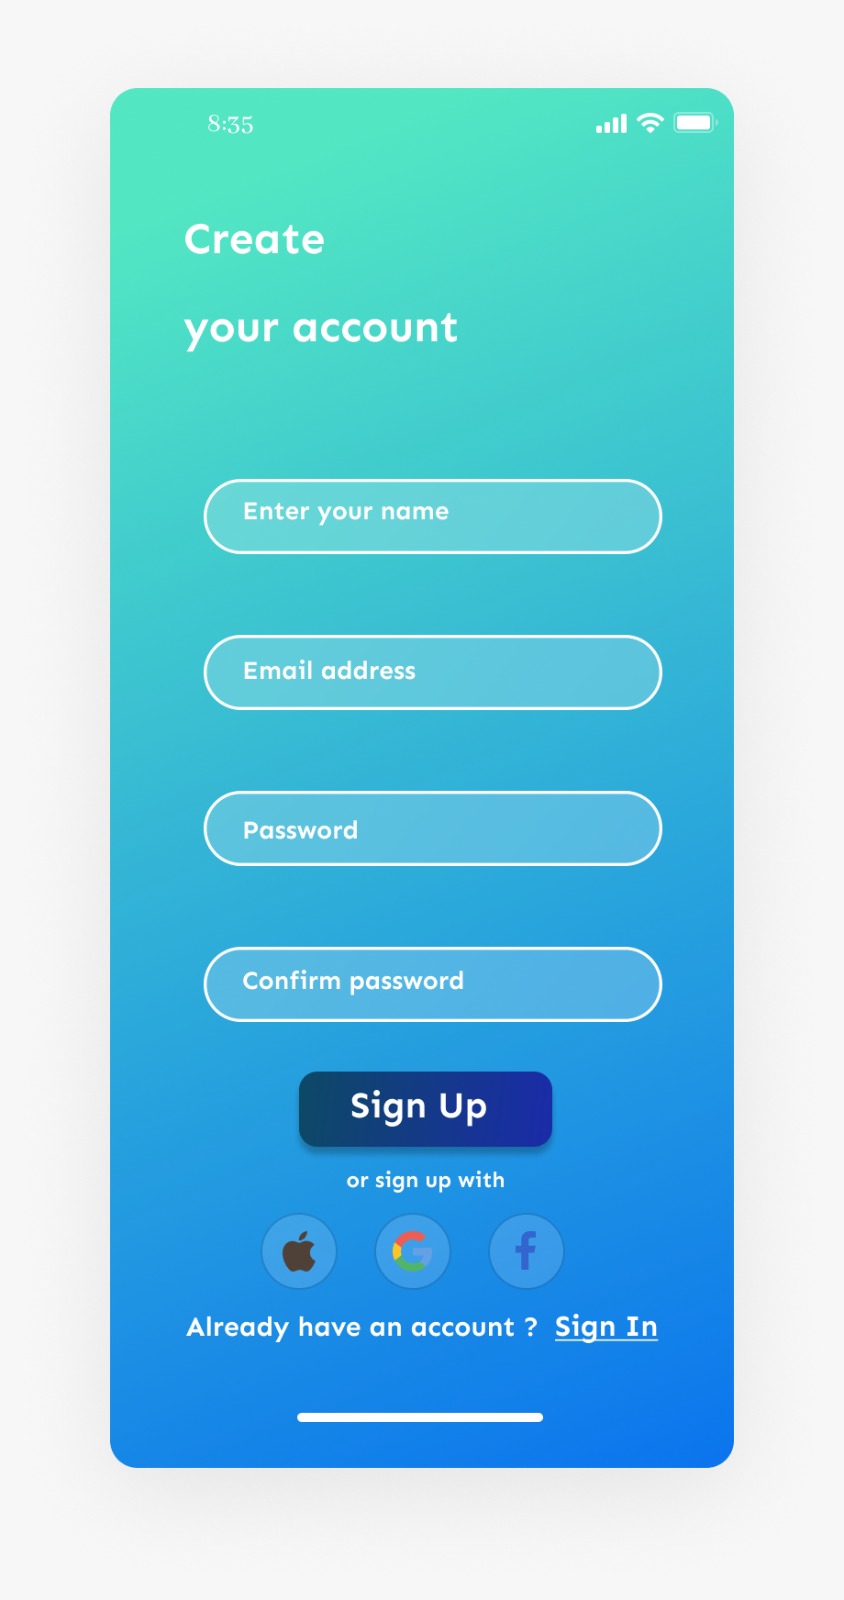 8:35
Create
your account
Enter your name
Email address
Password
Confirm password
Sign Up
or sign up with
Already have an account ? Sign In